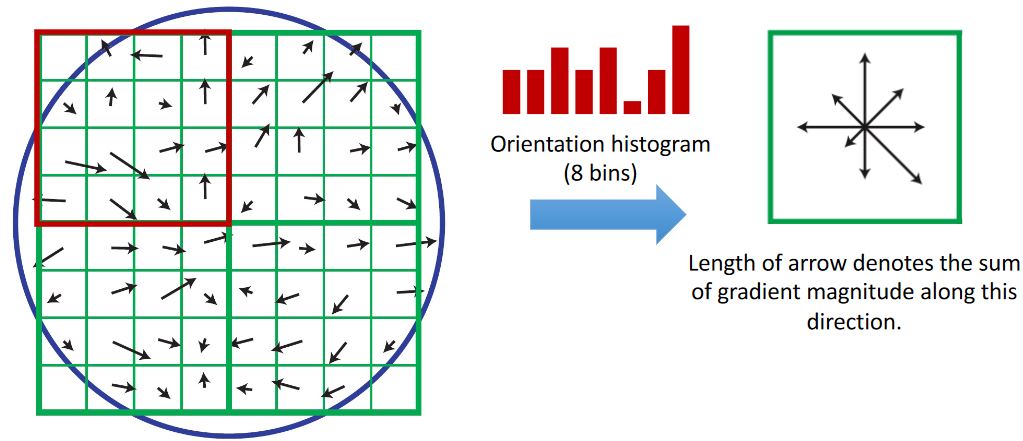 Orientation histogram
(8 bins)
Length of arrow denotes the sum
of gradient magnitude along this
direction.